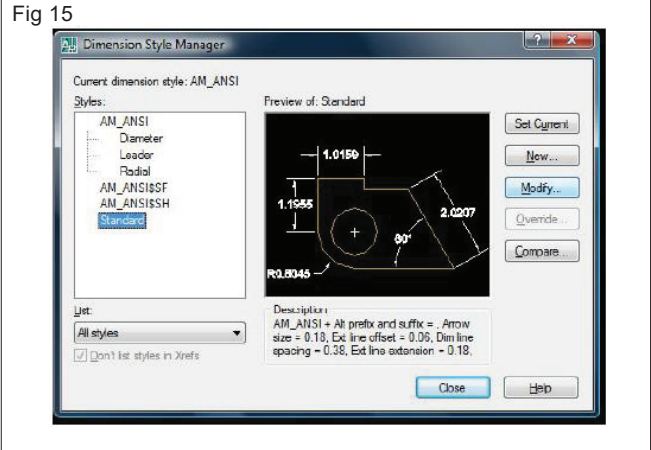 Fig 15
Dimension Style Manager
Current dimension style: AM_ANSI
Styles:
AM_ANSI
Diameter
Leader
Radial
AM_ANSI$SF
AM_ANSI$SH
Standard
Preview of: Standard
1.0159
1.1955
2.0207
60°
R0.8045
Set Current
New...
Modify...
Override...
Compare...
List:
All styles
Don't list styles in Xrefs
Description
AM_ANSI + Alt prefix and suffix = , Arrow
size = 0.18, Ext line offset = 0.06, Dim line
spacing = 0.38, Ext line extension = 0.18,
Close
Help